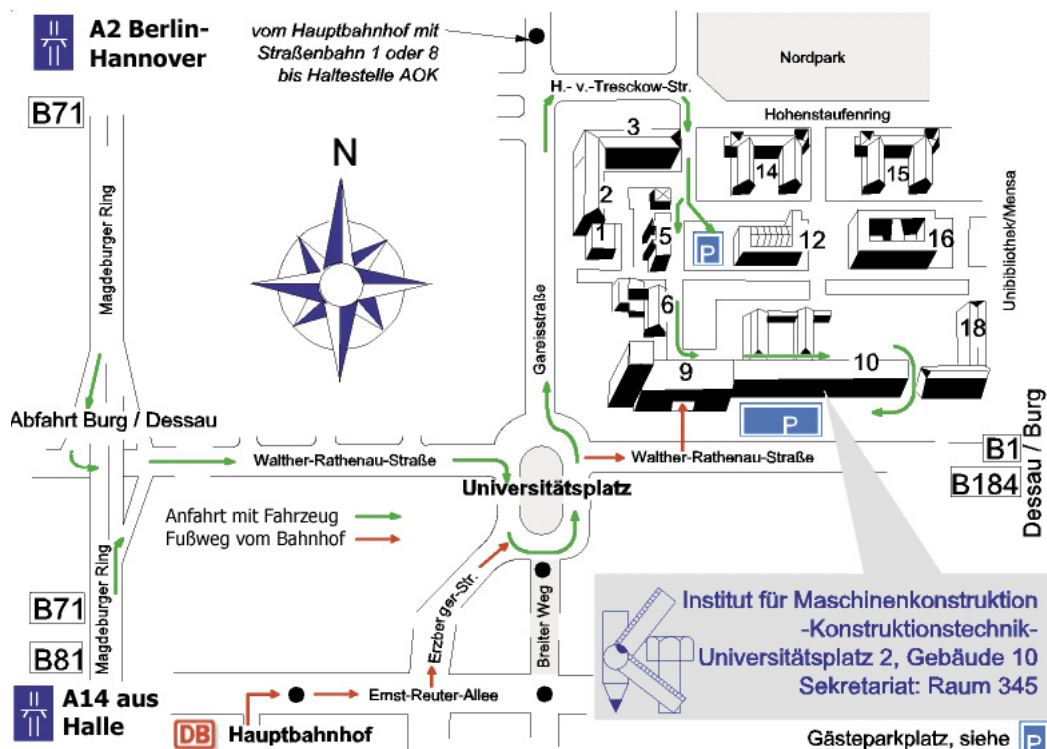 A2 Berlin-
Hannover
vom Hauptbahnhof mit
Straßenbahn 1 oder 8
bis Haltestelle AOK
Nordpark
B71
H.- v.-Tresckow-Str.
Hohenstaufenring
N
3
14
15
2
1
5
12
16
P
6
18
Unibibliothek/Mensa
Magdeburger Ring
Gareisstraße
9
10
P
Abfahrt Burg / Dessau
Walther-Rathenau-Straße
Walther-Rathenau-Straße
B1
B184
Dessau / Burg
Universitätsplatz
Anfahrt mit Fahrzeug
Fußweg vom Bahnhof
Erzberger-Str.
Breiter Weg
Magdeburger Ring
B71
B81
Institut für Maschinenkonstruktion
-Konstruktionstechnik-
Universitätsplatz 2, Gebäude 10
Sekretariat: Raum 345
A14 aus
Halle
Ernst-Reuter-Allee
DB Hauptbahnhof
Gästeparkplatz, siehe P